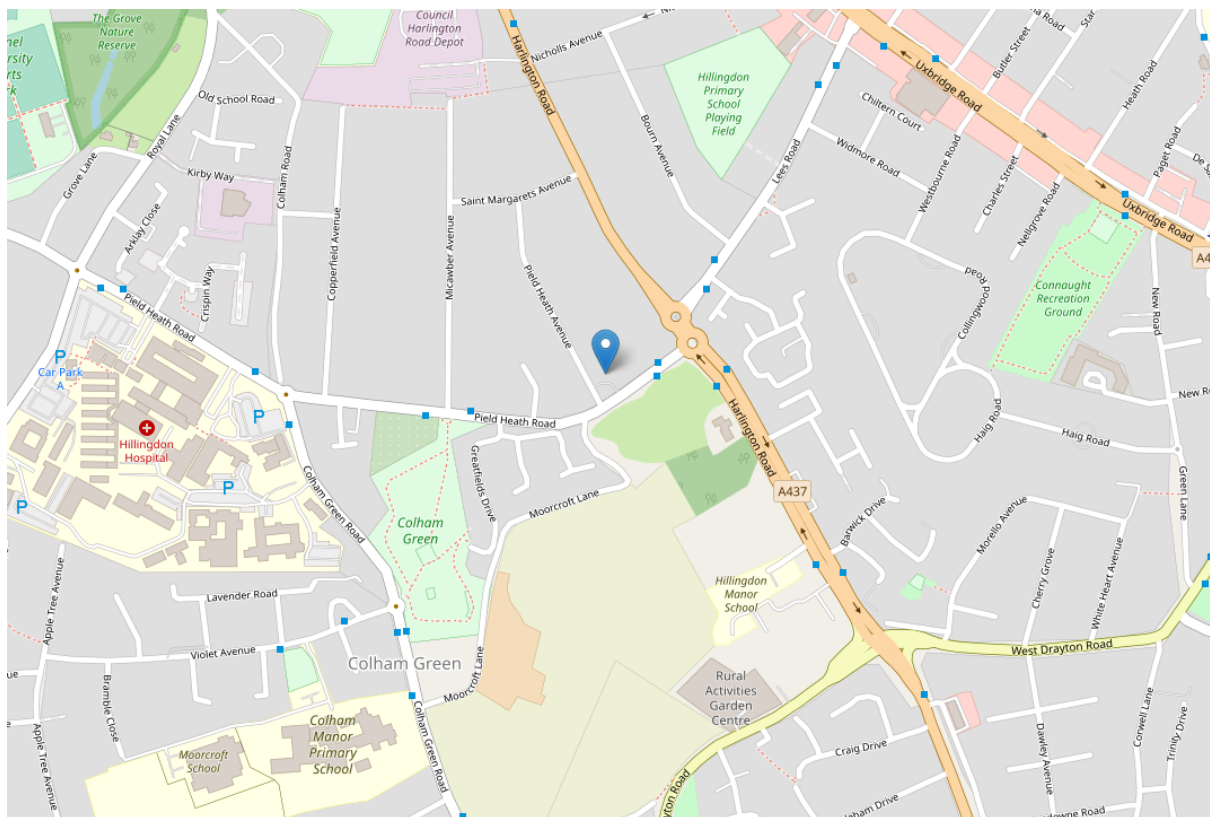 The Grove
Nature
Reserve
Council
Harlington
Road Depot
Harlington Road
Nicholls Avenue
Hillingdon
Primary
School
Playing
Field
Uxbridge Road
Butler Street
Heath Road
Old School Road
Royal Lane
Grove Lane
Kirby Way
Colham Road
Arklay Close
Crispin Way
Copperfield Avenue
Micawber Avenue
Saint Margarets Avenue
Pield Heath Avenue
Bourn Avenue
Lees Road
Chiltern Court
Widmore Road
Westbourne Road
Charles Street
Nellgrove Road
Paget Road
Uxbridge Road
Collingwood Road
Connaught
Recreation
Ground
New Road
Pield Heath Road
P
Car Park
A
P
P
P
Hillingdon
Hospital
Pield Heath Road
Greatfields Drive
Moorcroft Lane
Harlington Road
A437
Haig Road
Haig Road
Green Lane
Colham Green Road
Colham
Green
Barwick Drive
Morello Avenue
Cherry Grove
White Heart Avenue
Hillingdon
Manor
School
Apple Tree Avenue
Lavender Road
Violet Avenue
Bramble Close
Apple Tree Avenue
Colham Green
Moorcroft Lane
Colham Green Road
Moorcroft
School
Colham
Manor
Primary
School
Rural
Activities
Garden
Centre
West Drayton Road
Craig Drive
Dawley Avenue
Corwell Lane
Trinity Drive